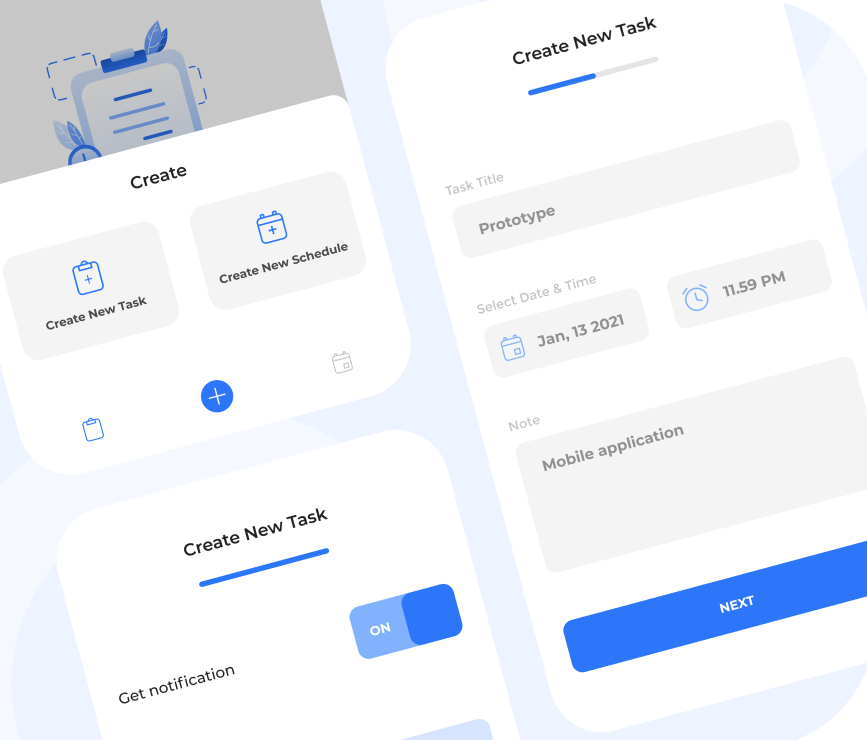 Create
Create New Task
Create New Schedule
Create New Task
ON
Get notification
Create New Task
Task Title
Prototype
Select Date & Time
Jan, 13 2021
11.59 PM
Note
Mobile application
NEXT